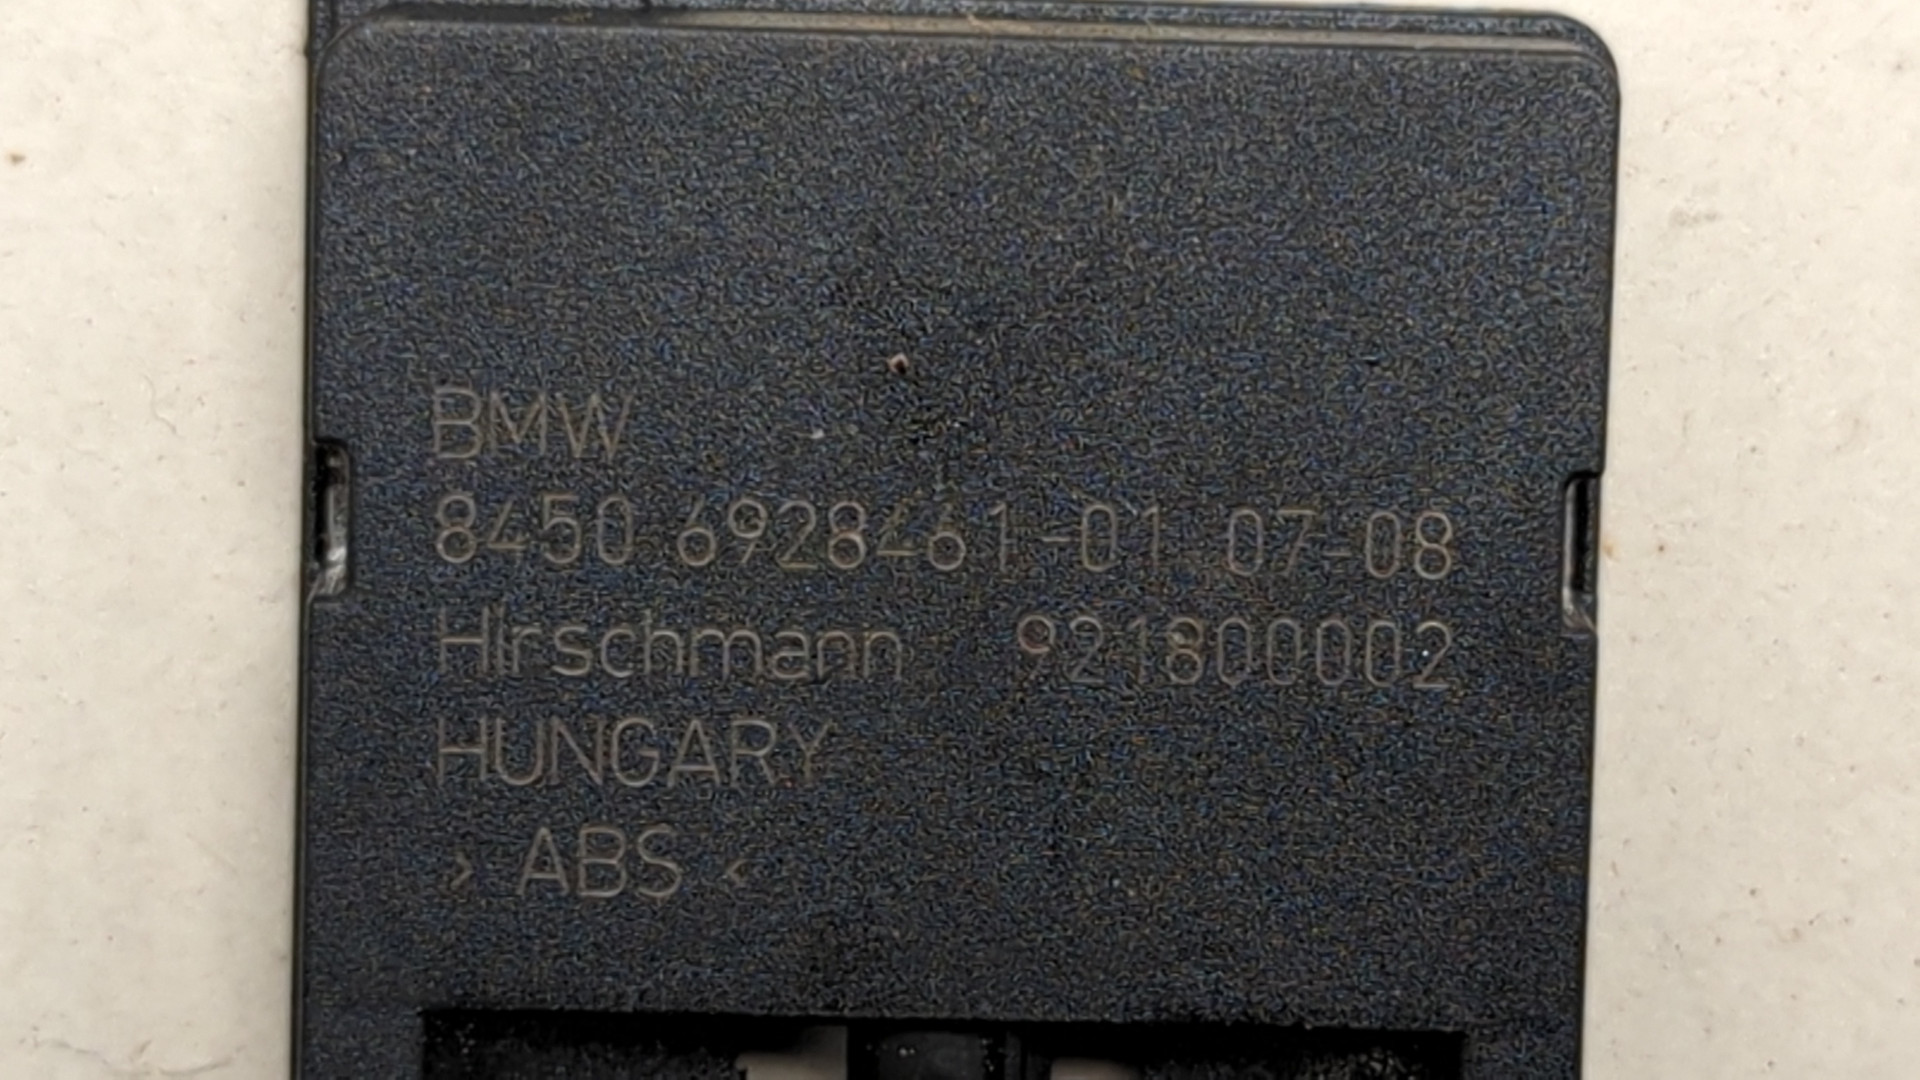 BMW
8450 6928461-01 07-08
Hirschmann 921800002
HUNGARY
> ABS <